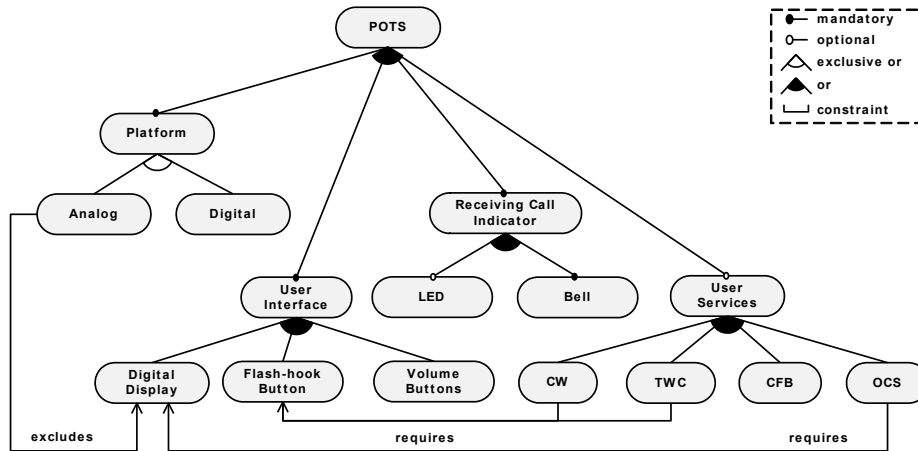 POTS
mandatory
optional
exclusive or
or
constraint
Platform
Analog
Digital
Receiving Call
Indicator
LED
Bell
User
Interface
User
Services
Digital
Display
Flash-hook
Button
Volume
Buttons
CW
TWC
CFB
OCS
excludes
requires
requires